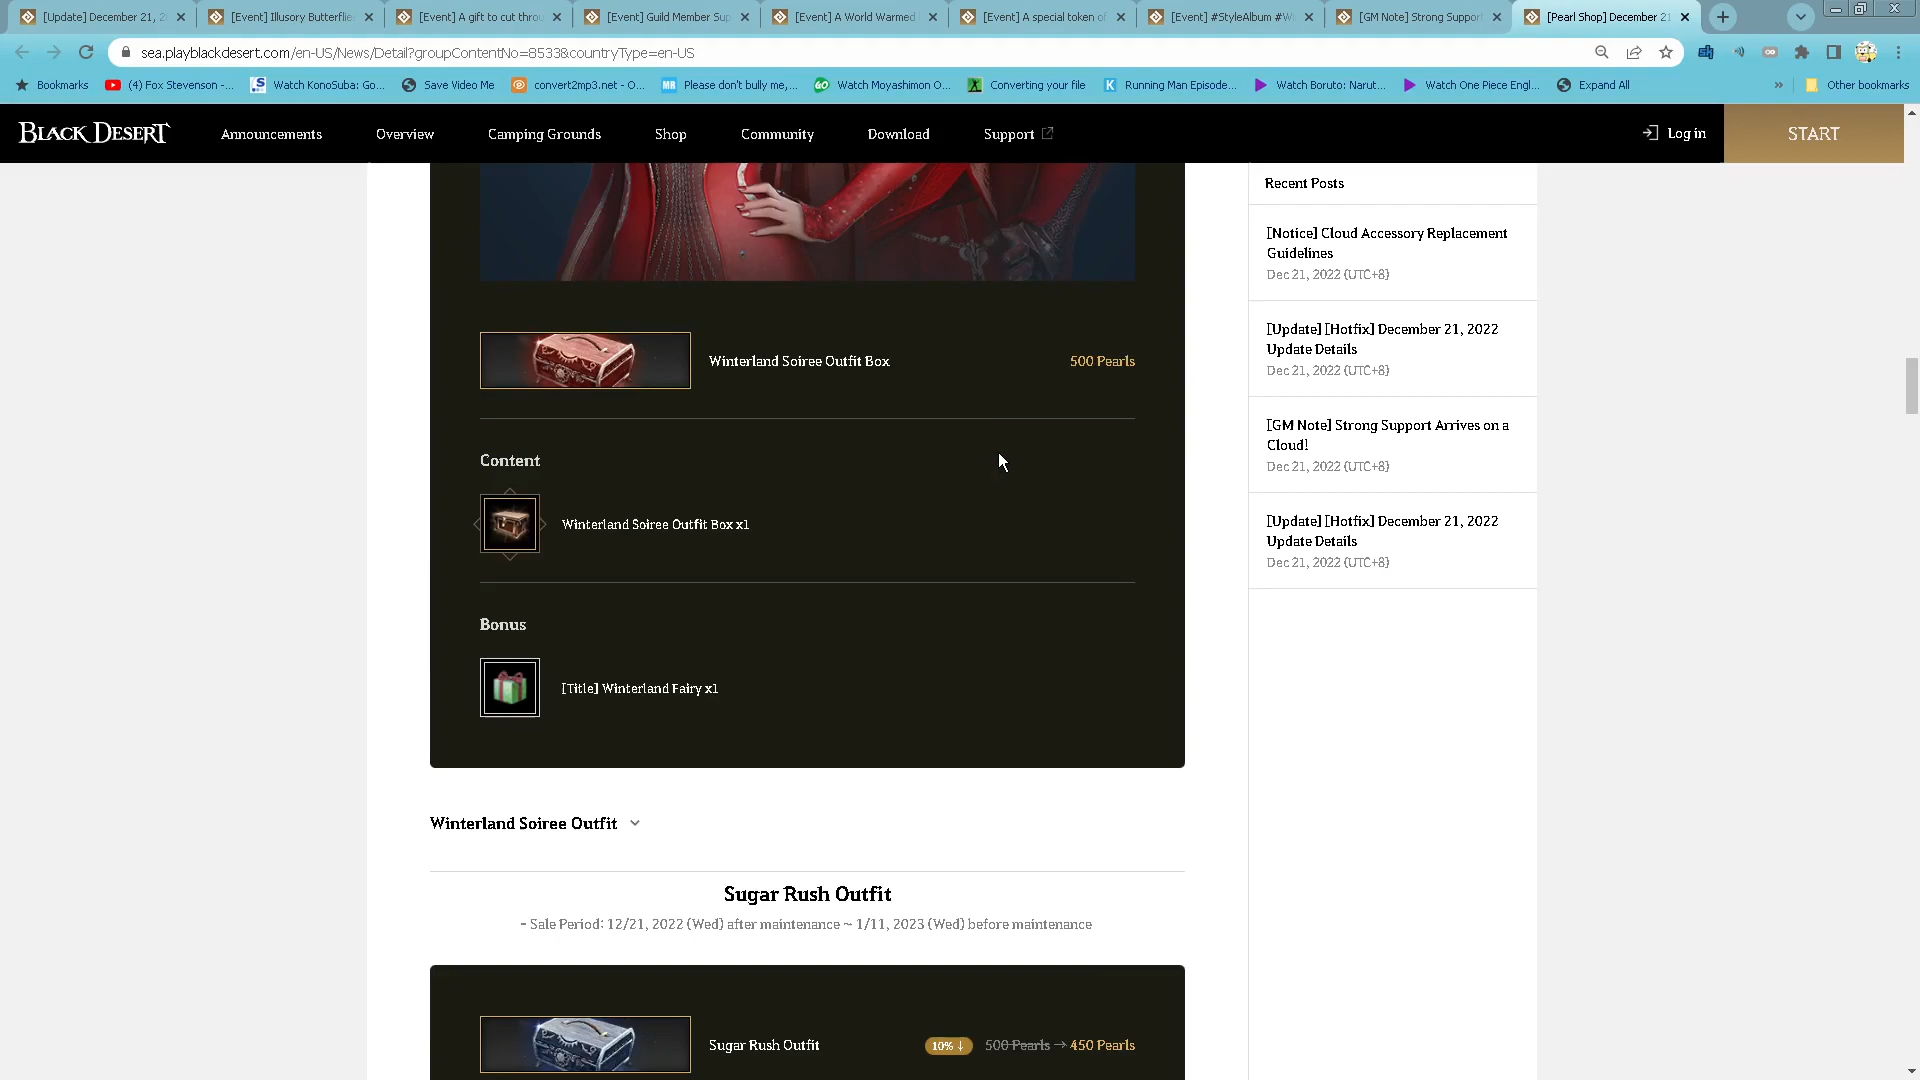 [Update] December 21, 2
[Event] Illusory Butterflie
[Event] A gift to cut throu
[Event] Guild Member Sup
[Event] A World Warmed
[Event] A special token of
[Event] #StyleAlbum #Wi
[GM Note] Strong Support
[Pearl Shop] December 21
sea.playblackdesert.com/en-US/News/Detail?groupContentNo=8533&countryType=en-US
Bookmarks
(4) Fox Stevenson -...
Watch KonoSuba: Go...
Save Video Me
convert2mp3.net - O...
Please don't bully me,...
Watch Moyashimon O...
Converting your file
Running Man Episode...
Watch Boruto: Narut...
Watch One Piece Engl...
Expand All
»
Other bookmarks
BLACK DESERT
Announcements
Overview
Camping Grounds
Shop
Community
Download
Support
Log in
START
Winterland Soiree Outfit Box
500 Pearls
Content
Winterland Soiree Outfit Box x1
Bonus
[Title] Winterland Fairy x1
Winterland Soiree Outfit
Sugar Rush Outfit
- Sale Period: 12/21, 2022 (Wed) after maintenance ~ 1/11, 2023 (Wed) before maintenance
Sugar Rush Outfit
10% ↓ 500 Pearls → 450 Pearls
Recent Posts
[Notice] Cloud Accessory Replacement
Guidelines
Dec 21, 2022 (UTC+8)
[Update] [Hotfix] December 21, 2022
Update Details
Dec 21, 2022 (UTC+8)
[GM Note] Strong Support Arrives on a
Cloud!
Dec 21, 2022 (UTC+8)
[Update] [Hotfix] December 21, 2022
Update Details
Dec 21, 2022 (UTC+8)